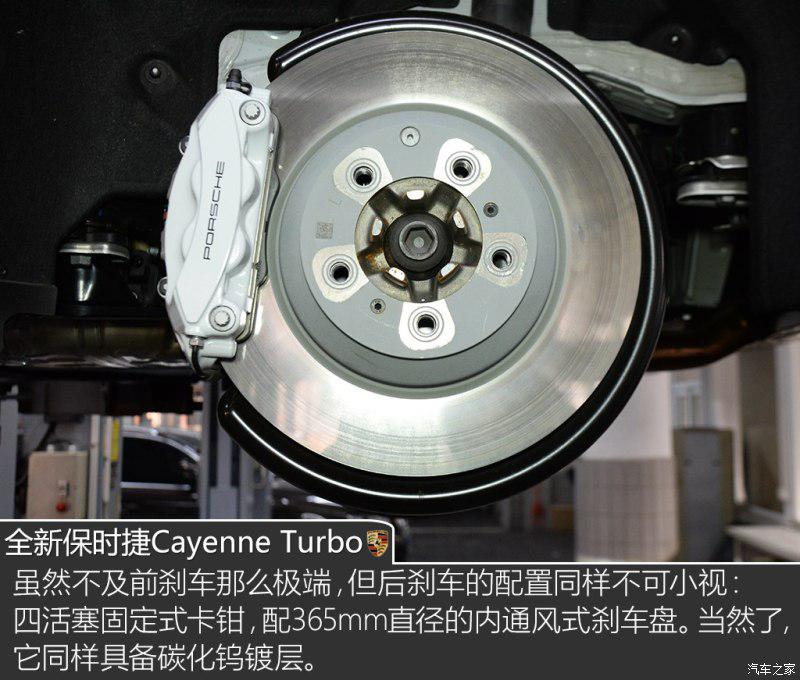 PORSCHE
全新保时捷Cayenne Turbo
虽然不及前刹车那么极端,但后刹车的配置同样不可小视:
四活塞固定式卡钳,配365mm直径的内通风式刹车盘。当然了,
它同样具备碳化钨镀层。
汽车之家